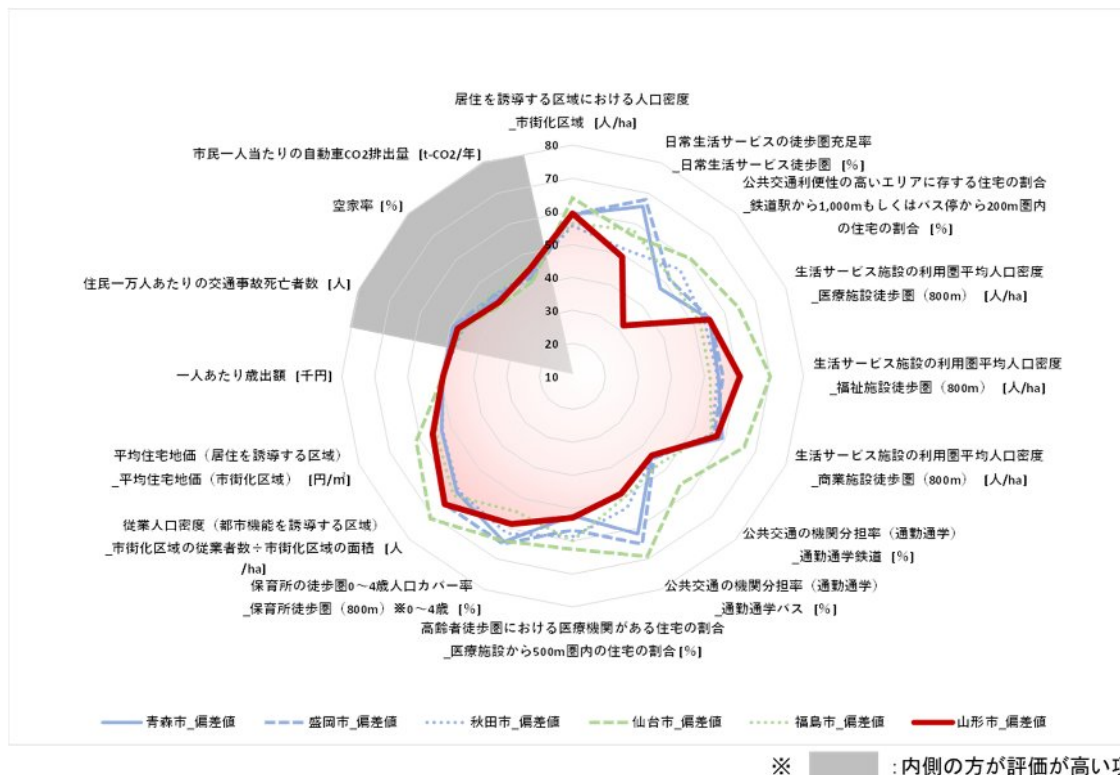 居住を誘導する区域における人口密度
_市街化区域 [人/ha]
日常生活サービスの徒歩圏充足率
_日常生活サービス徒歩圏 [%]
公共交通利便性の高いエリアに存する住宅の割合
_鉄道駅から1,000mもしくはバス停から200m圏内
の住宅の割合 [%]
生活サービス施設の利用圏平均人口密度
_医療施設徒歩圏(800m) [人/ha]
生活サービス施設の利用圏平均人口密度
_福祉施設徒歩圏(800m) [人/ha]
生活サービス施設の利用圏平均人口密度
_商業施設徒歩圏(800m) [人/ha]
公共交通の機関分担率(通勤通学)
_通勤通学鉄道 [%]
公共交通の機関分担率(通勤通学)
_通勤通学バス [%]
高齢者徒歩圏における医療機関がある住宅の割合
_医療施設から500m圏内の住宅の割合[%]
保育所の徒歩圏0~4歳人口カバー率
_保育所徒歩圏(800m)※0~4歳 [%]
従業人口密度(都市機能を誘導する区域)
_市街化区域の従業者数÷市街化区域の面積 [人
/ha]
平均住宅地価(居住を誘導する区域)
_平均住宅地価(市街化区域) [円/㎡]
一人あたり歳出額 [千円]
住民一万人あたりの交通事故死亡者数 [人]
空家率 [%]
市民一人当たりの自動車CO2排出量 [t-CO2/年]
80
70
60
50
40
30
20
10
青森市_偏差値
盛岡市_偏差値
秋田市_偏差値
仙台市_偏差値
福島市_偏差値
山形市_偏差値
※ :内側の方が評価が高い